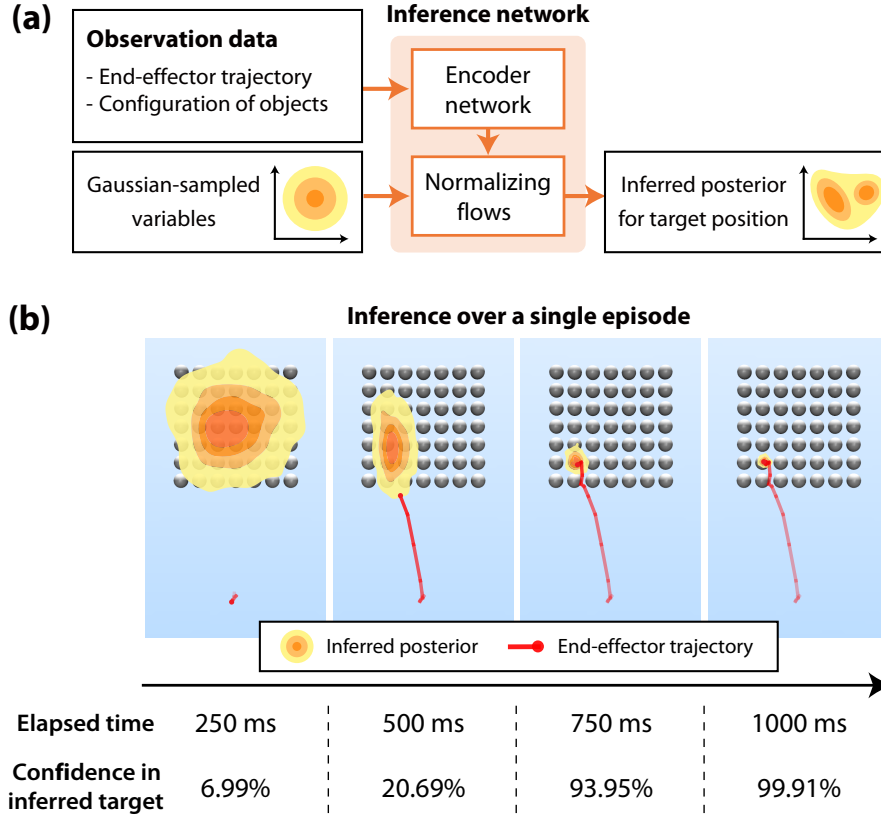 (a)
Inference network
Observation data
- End-effector trajectory
- Configuration of objects
Encoder
network
Gaussian-sampled
variables
Normalizing
flows
Inferred posterior
for target position
(b)
Inference over a single episode
Inferred posterior
End-effector trajectory
Elapsed time 250 ms 500 ms 750 ms 1000 ms
Confidence in
inferred target 6.99% 20.69% 93.95% 99.91%